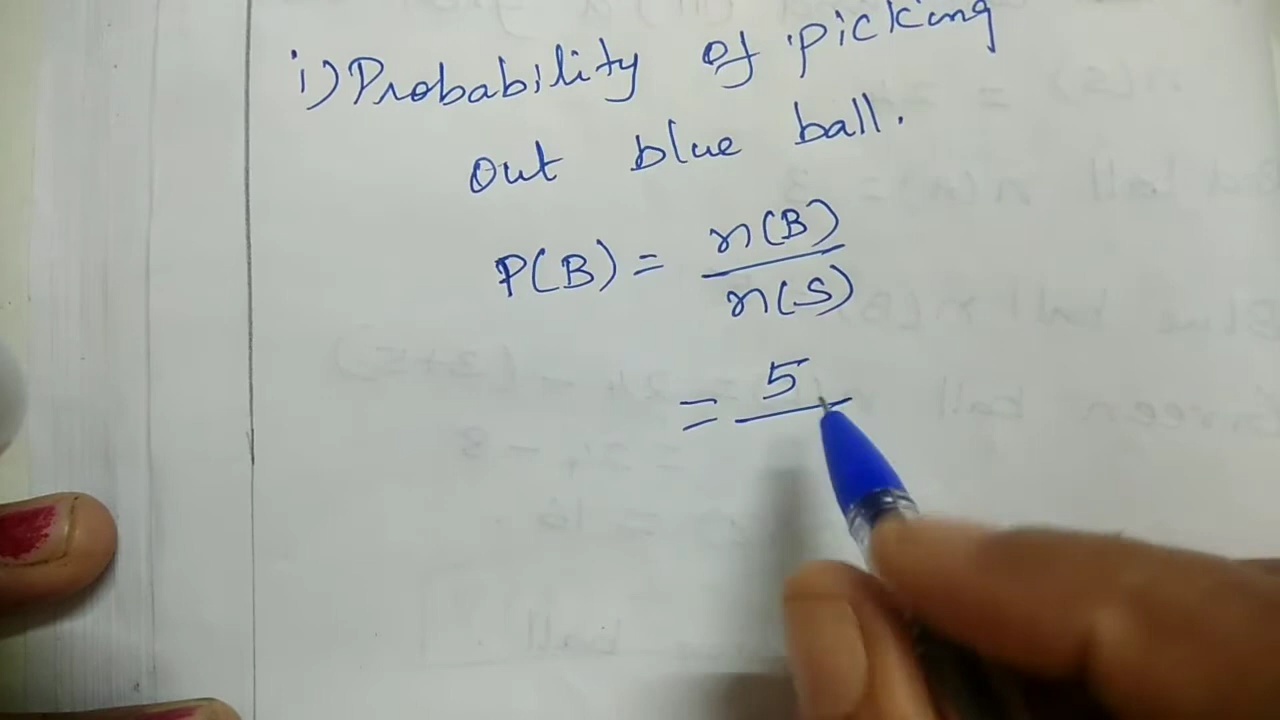 i) Probability of picking
out blue ball.
P(B) = n(B)
n(S)
= 5